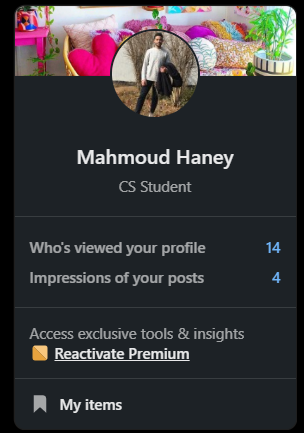 Mahmoud Haney
CS Student
Who's viewed your profile 14
Impressions of your posts 4
Access exclusive tools & insights
Reactivate Premium
My items